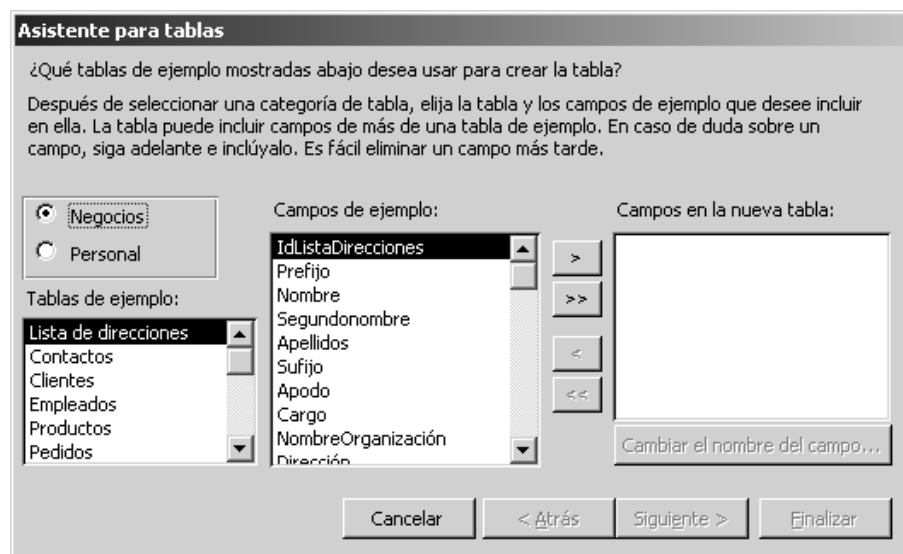 Asistente para tablas
¿Qué tablas de ejemplo mostradas abajo desea usar para crear la tabla?
Después de seleccionar una categoría de tabla, elija la tabla y los campos de ejemplo que desee incluir
en ella. La tabla puede incluir campos de más de una tabla de ejemplo. En caso de duda sobre un
campo, siga adelante e inclúyalo. Es fácil eliminar un campo más tarde.
Negocios
Personal
Tablas de ejemplo:
Lista de direcciones
Contactos
Clientes
Empleados
Productos
Pedidos
Campos de ejemplo:
IdListaDirecciones
Prefijo
Nombre
Segundonombre
Apellidos
Sufijo
Apodo
Cargo
NombreOrganización
Dirección
>
>>
<
<<
Campos en la nueva tabla:
Cambiar el nombre del campo...
Cancelar
< Atrás
Siguiente >
Finalizar